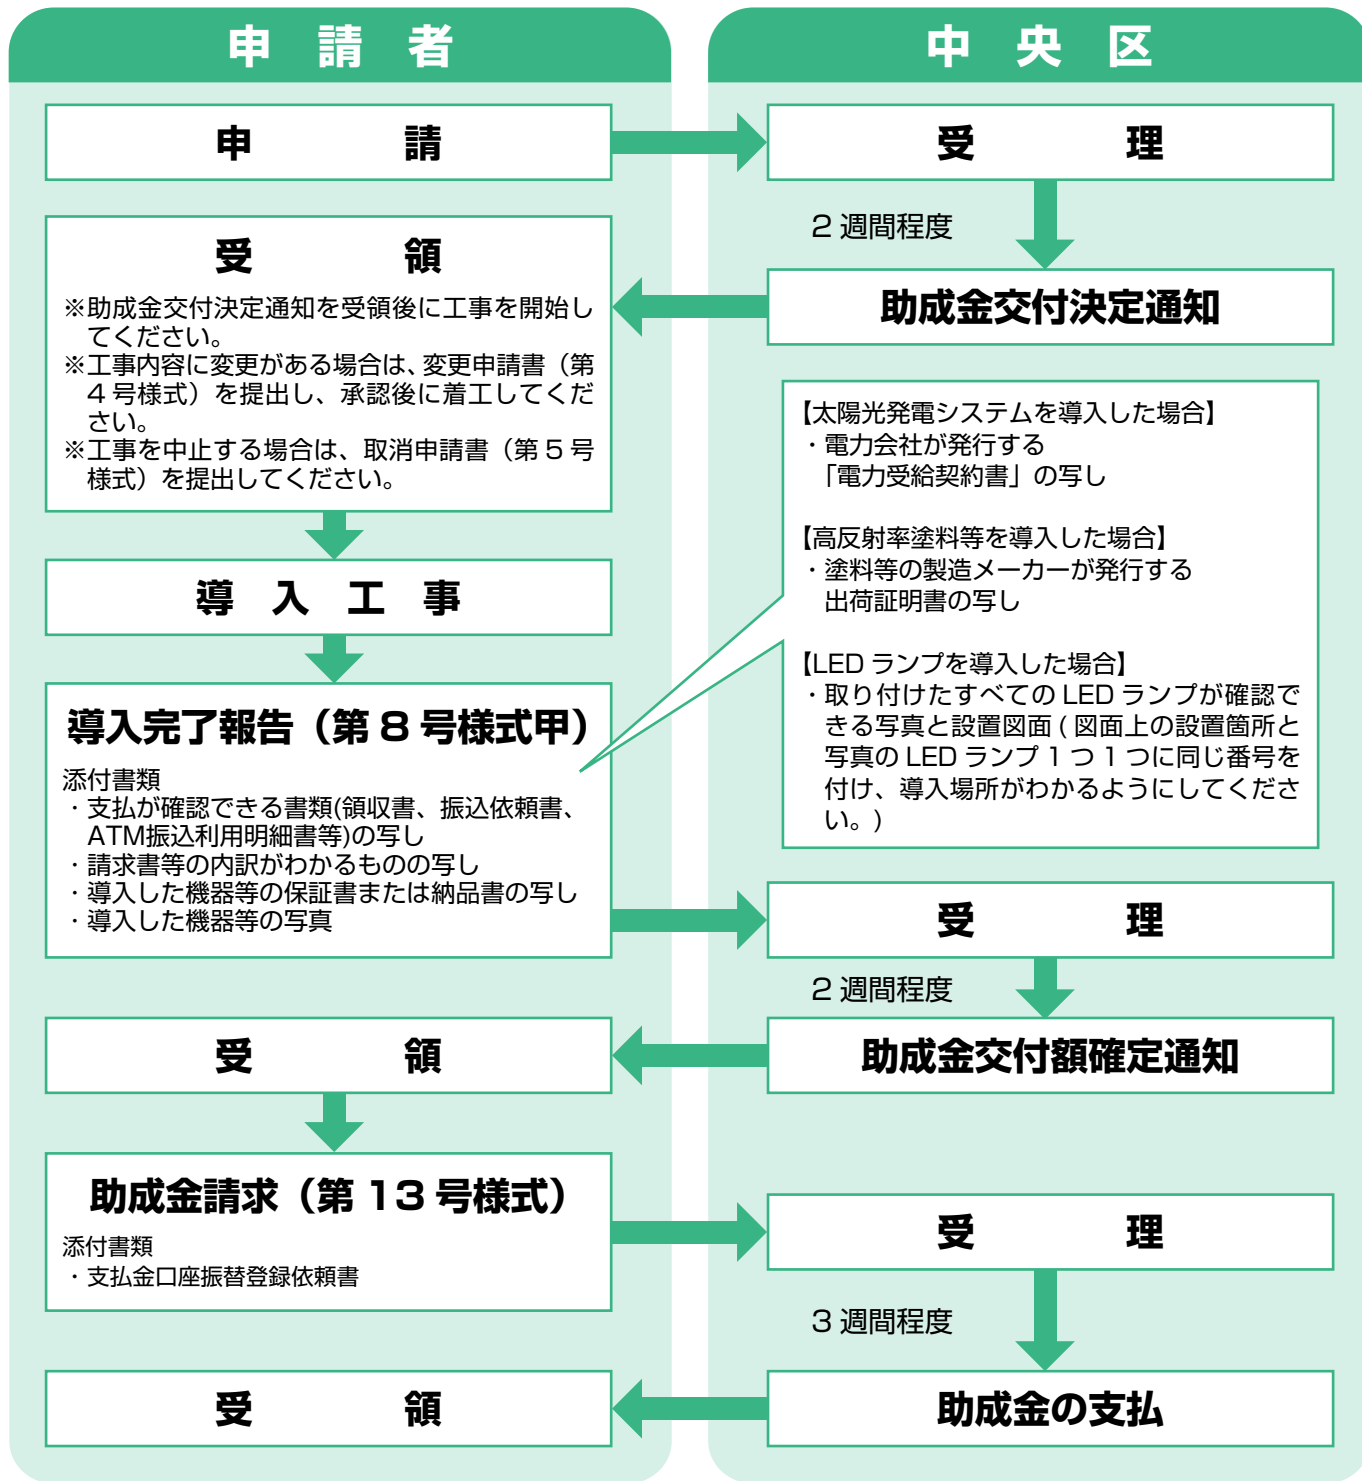 申請者
中央区
申請
受理
2 週間程度
受領
※助成金交付決定通知を受領後に工事を開始し
てください。
※工事内容に変更がある場合は、変更申請書（第
4 号様式）を提出し、承認後に着工してくだ
さい。
※工事を中止する場合は、取消申請書（第 5 号
様式）を提出してください。
助成金交付決定通知
導入工事
導入完了報告（第 8 号様式甲）
添付書類
・支払が確認できる書類(領収書、振込依頼書、
ATM振込利用明細書等)の写し
・請求書等の内訳がわかるものの写し
・導入した機器等の保証書または納品書の写し
・導入した機器等の写真
【太陽光発電システムを導入した場合】
・電力会社が発行する
「電力受給契約書」の写し
【高反射率塗料等を導入した場合】
・塗料等の製造メーカーが発行する
出荷証明書の写し
【LED ランプを導入した場合】
・取り付けたすべての LED ランプが確認で
きる写真と設置図面 ( 図面上の設置箇所と
写真の LED ランプ 1 つ 1 つに同じ番号を
付け、導入場所がわかるようにしてくださ
い。)
受理
2 週間程度
受領
助成金交付額確定通知
助成金請求（第 13 号様式）
添付書類
・支払金口座振替登録依頼書
受理
3 週間程度
受領
助成金の支払